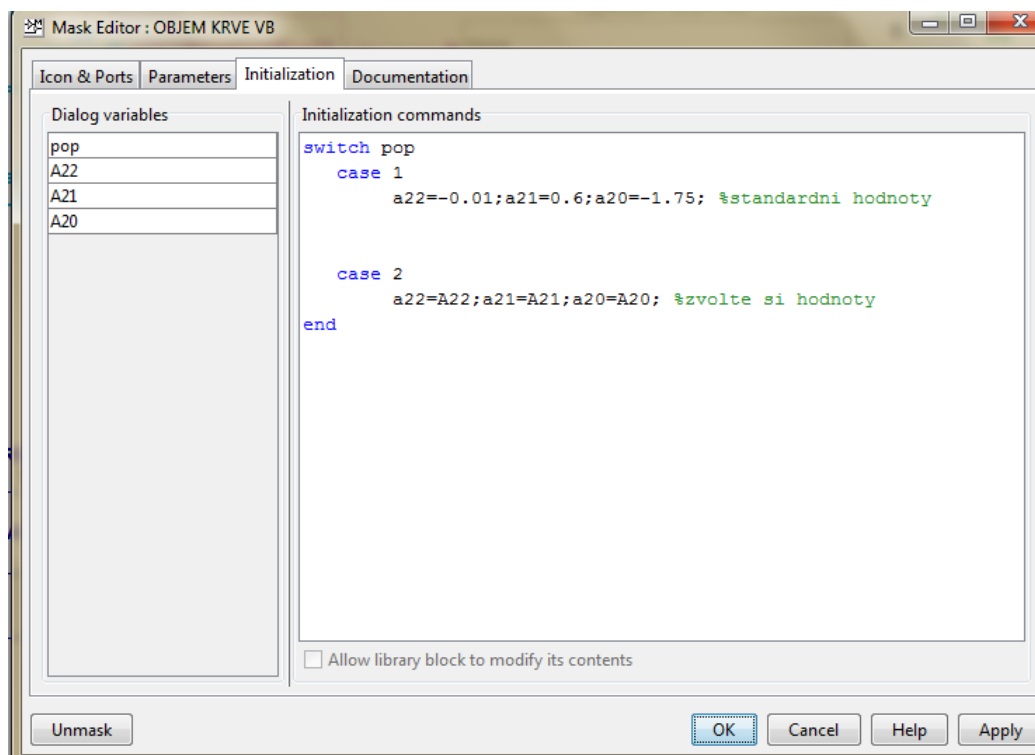 Mask Editor : OBJEM KRVE VB
Icon & Ports Parameters Initialization Documentation
Dialog variables
pop
A22
A21
A20
Initialization commands
switch pop
case 1
a22=-0.01;a21=0.6;a20=-1.75; %standardni hodnoty
case 2
a22=A22;a21=A21;a20=A20; %zvolte si hodnoty
end
Allow library block to modify its contents
Unmask OK Cancel Help Apply